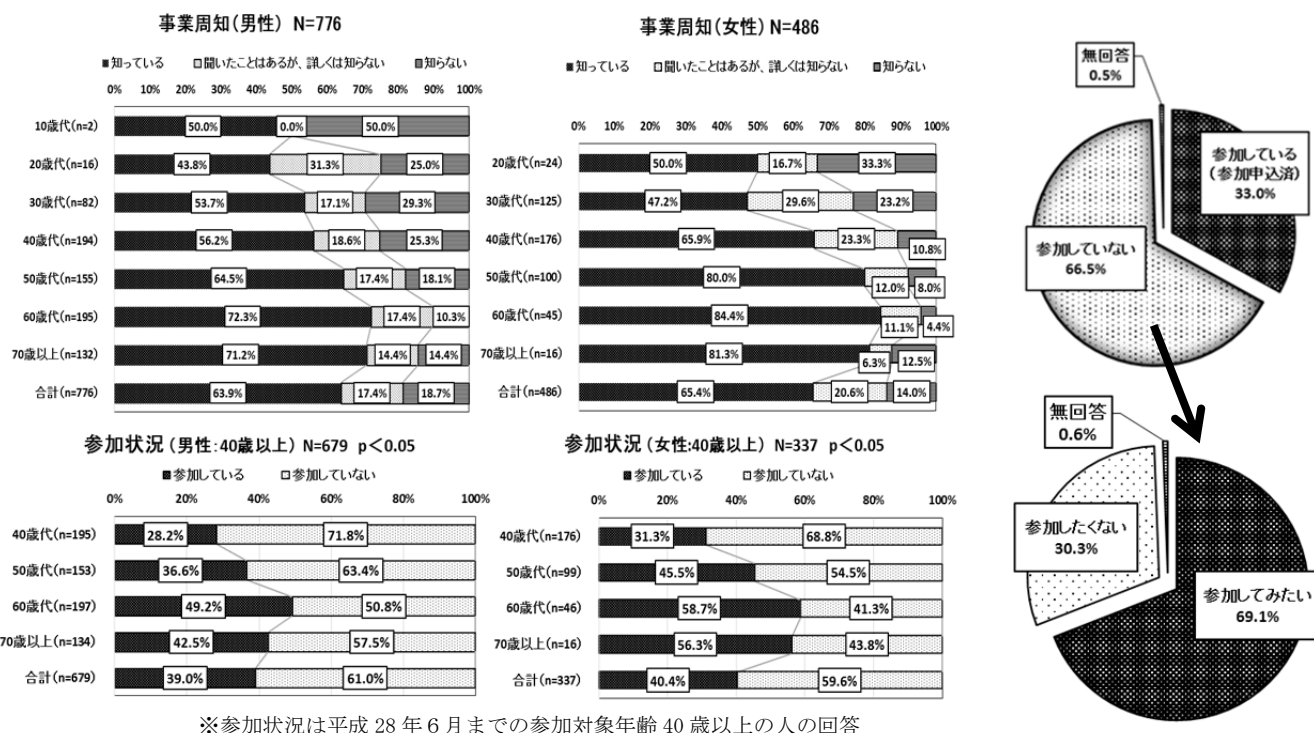 事業周知(男性) N=776
■知っている □聞いたことはあるが、詳しくは知らない ■知らない
0% 10% 20% 30% 40% 50% 60% 70% 80% 90% 100%
10歳代(n=2) 50.0% 0.0% 50.0%
20歳代(n=16) 43.8% 31.3% 25.0%
30歳代(n=82) 53.7% 17.1% 29.3%
40歳代(n=194) 56.2% 18.6% 25.3%
50歳代(n=155) 64.5% 17.4% 18.1%
60歳代(n=195) 72.3% 17.4% 10.3%
70歳以上(n=132) 71.2% 14.4% 14.4%
合計(n=776) 63.9% 17.4% 18.7%
事業周知(女性) N=486
■知っている □聞いたことはあるが、詳しくは知らない ■知らない
0% 10% 20% 30% 40% 50% 60% 70% 80% 90% 100%
20歳代(n=24) 50.0% 16.7% 33.3%
30歳代(n=125) 47.2% 29.6% 23.2%
40歳代(n=176) 65.9% 23.3% 10.8%
50歳代(n=100) 80.0% 12.0% 8.0%
60歳代(n=45) 84.4% 11.1% 4.4%
70歳以上(n=16) 81.3% 6.3% 12.5%
合計(n=486) 65.4% 20.6% 14.0%
無回答
0.5%
参加している
(参加申込済)
33.0%
参加していない
66.5%
参加状況(男性:40歳以上) N=679 p<0.05
■参加している □参加していない
0% 20% 40% 60% 80% 100%
40歳代(n=195) 28.2% 71.8%
50歳代(n=153) 36.6% 63.4%
60歳代(n=197) 49.2% 50.8%
70歳以上(n=134) 42.5% 57.5%
合計(n=679) 39.0% 61.0%
参加状況(女性:40歳以上) N=337 p<0.05
■参加している □参加していない
0% 20% 40% 60% 80% 100%
40歳代(n=176) 31.3% 68.8%
50歳代(n=99) 45.5% 54.5%
60歳代(n=46) 58.7% 41.3%
70歳以上(n=16) 56.3% 43.8%
合計(n=337) 40.4% 59.6%
無回答
0.6%
参加したくない
30.3%
参加してみたい
69.1%
※参加状況は平成 28 年 6 月までの参加対象年齢 40 歳以上の人の回答